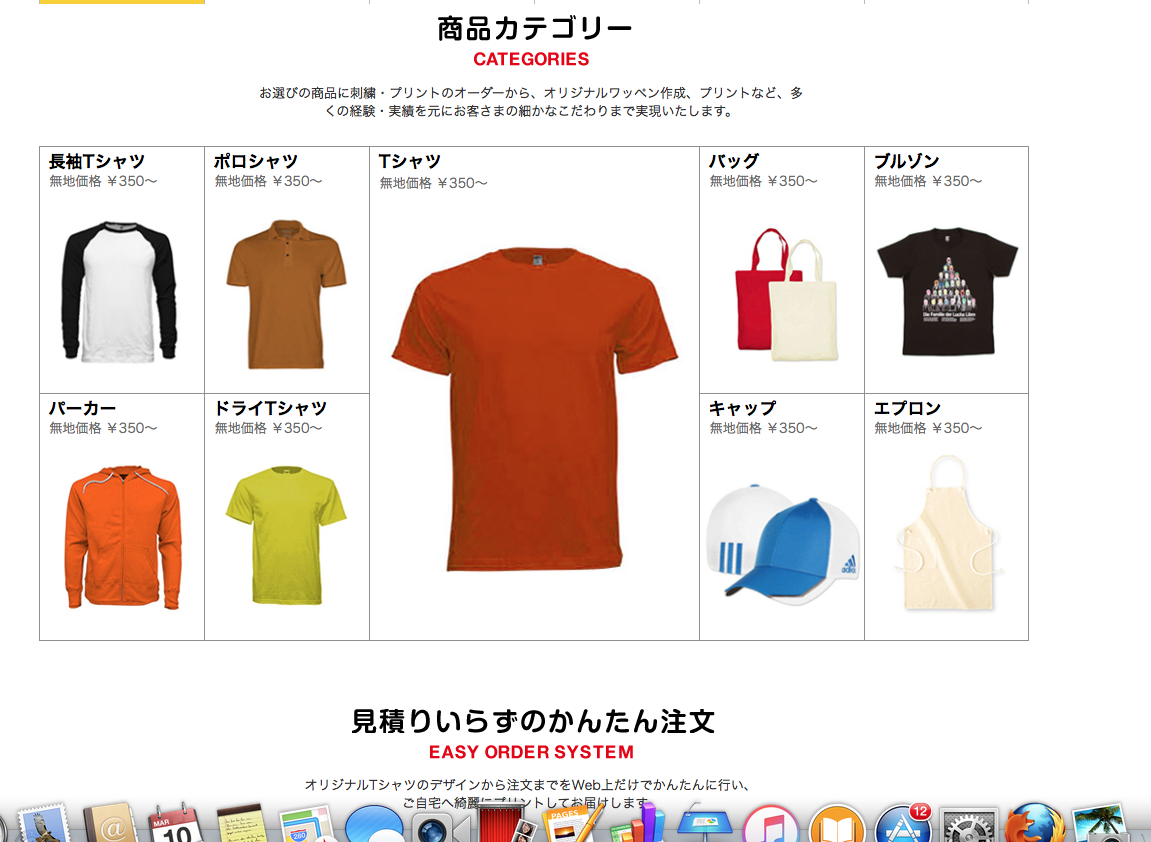 商品カテゴリー
CATEGORIES
お選びの商品に刺繍・プリントのオーダーから、オリジナルワッペン作成、プリントなど、多
くの経験・実績を元にお客さまの細かなこだわりまで実現いたします。
長袖Tシャツ
無地価格 ￥350〜
ポロシャツ
無地価格 ￥350〜
Tシャツ
無地価格 ￥350〜
バッグ
無地価格 ￥350〜
ブルゾン
無地価格 ￥350〜
Die Familie der Lucha Libre
パーカー
無地価格 ￥350〜
ドライTシャツ
無地価格 ￥350〜
キャップ
無地価格 ￥350〜
adidas
エプロン
無地価格 ￥350〜
見積りいらずのかんたん注文
EASY ORDER SYSTEM
オリジナルTシャツのデザインから注文までをWeb上だけでかんたんに行い、
ご自宅へ綺麗にプリントしてお届けします
MAR
10
@
280
PAGES
12